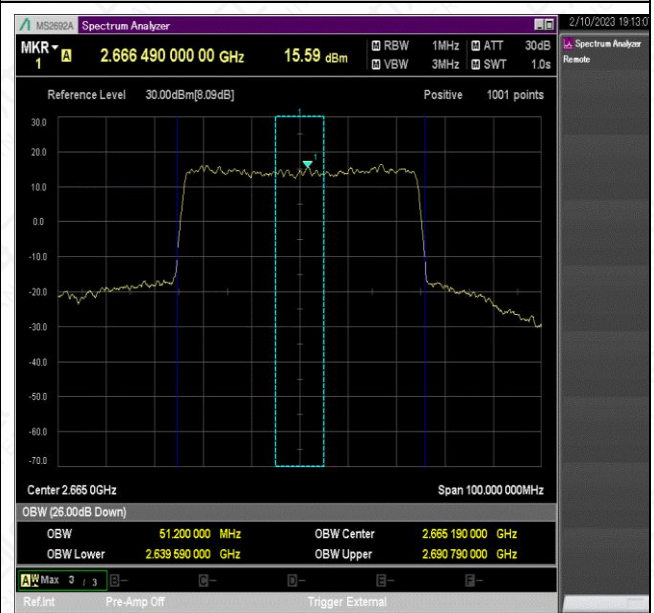 MS2692A Spectrum Analyzer
2/10/2023 19:13:0
MKR 1 A 2.666 490 000 00 GHz 15.59 dBm
M RBW 1MHz M ATT 30dB
M VBW 3MHz M SWT 1.0s
Spectrum Analyzer
Remote
Reference Level 30.00dBm[8.09dB] Positive 1001 points
1
30.0
20.0
1
10.0
0.0
-10.0
-20.0
-30.0
-40.0
-50.0
-60.0
-70.0
Center 2.665 0GHz Span 100.000 000MHz
OBW (26.00dB Down)
OBW 51.200 000 MHz OBW Center 2.665 190 000 GHz
OBW Lower 2.639 590 000 GHz OBW Upper 2.690 790 000 GHz
A W Max 3 / 3 B- C- D- E- F-
Ref.Int Pre-Amp Off Trigger External